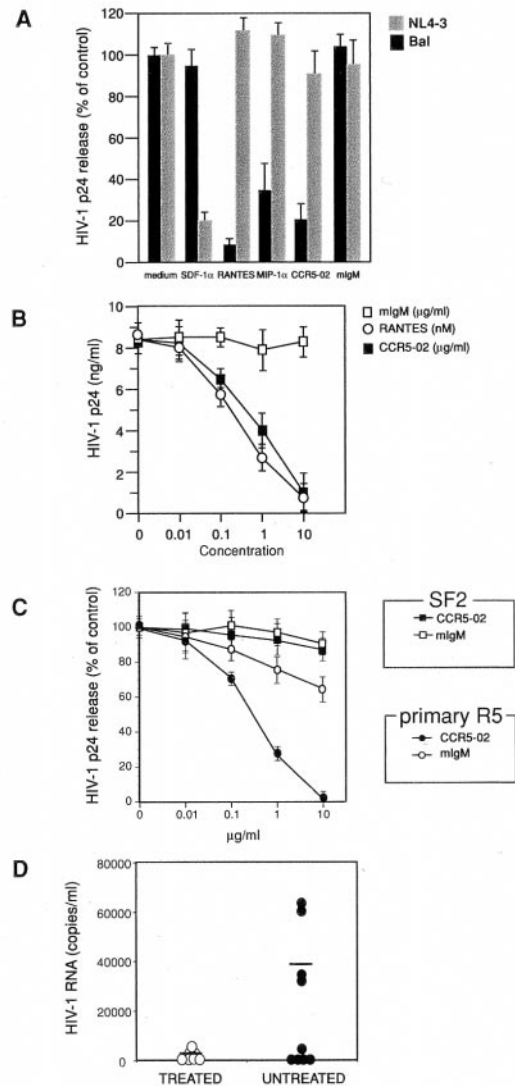 A
NL4-3
Bal
HIV-1 p24 release (% of control)
120
100
80
60
40
20
0
medium SDF-1α RANTES MIP-1α CCR5-02 mIgM
B
mIgM (µg/ml)
RANTES (nM)
CCR5-02 (µg/ml)
HIV-1 p24 (ng/ml)
10
8
6
4
2
0
0 0.01 0.1 1 10
Concentration
C
SF2
CCR5-02
mIgM
primary R5
CCR5-02
mIgM
HIV-1 p24 release (% of control)
120
100
80
60
40
20
0
0 0.01 0.1 1 10
µg/ml
D
HIV-1 RNA (copies/ml)
80000
60000
40000
20000
0
TREATED UNTREATED